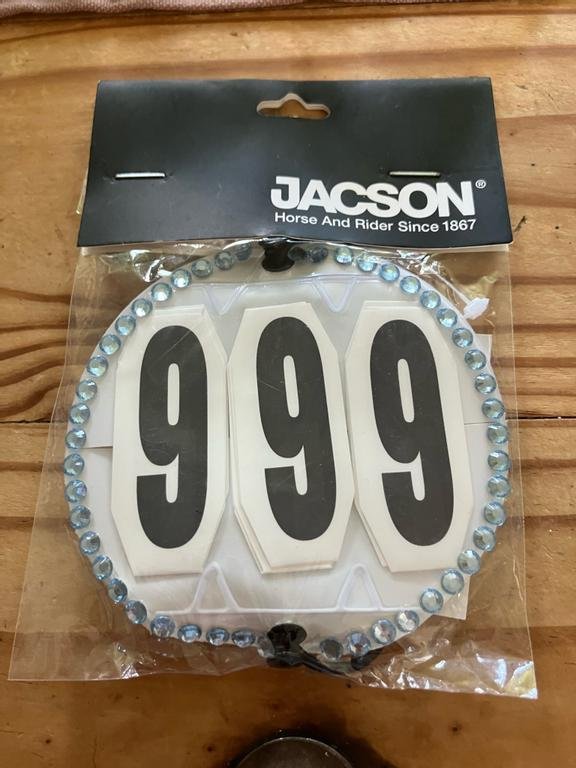 JACSON®
Horse And Rider Since 1867
999